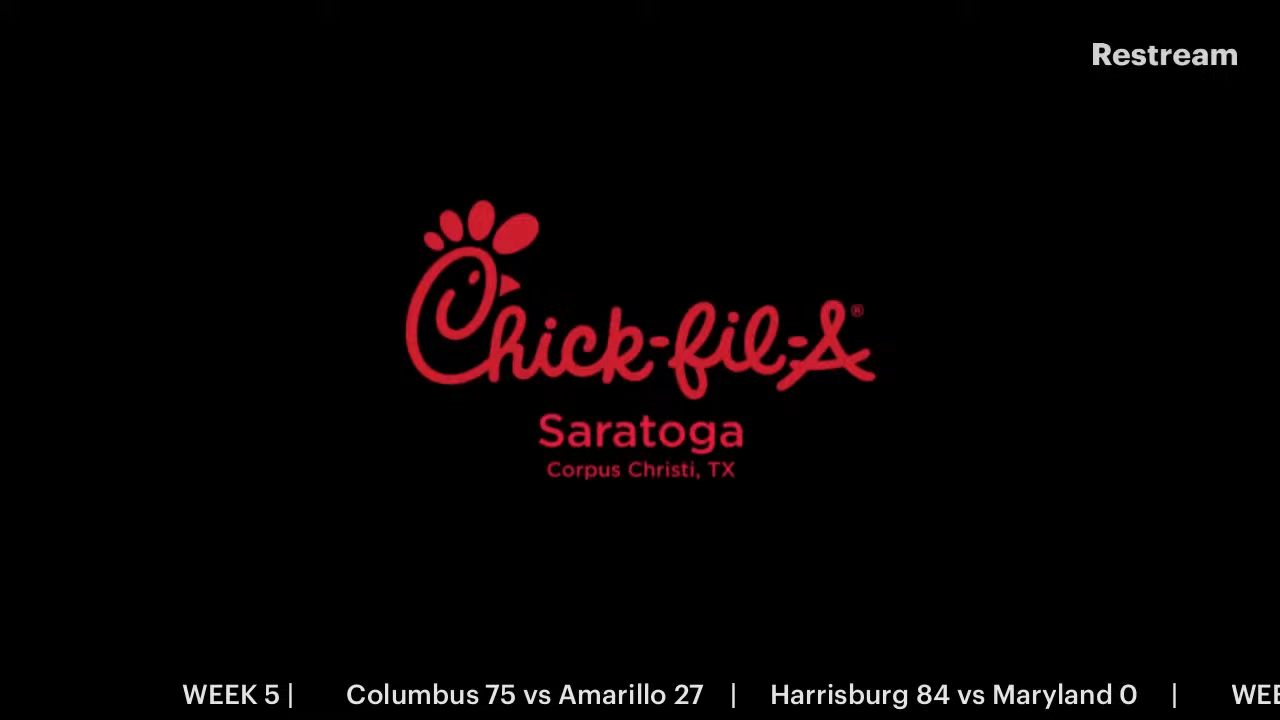 Restream
Chick-fil-A®
Saratoga
Corpus Christi, TX
WEEK 5 | Columbus 75 vs Amarillo 27 | Harrisburg 84 vs Maryland 0 |